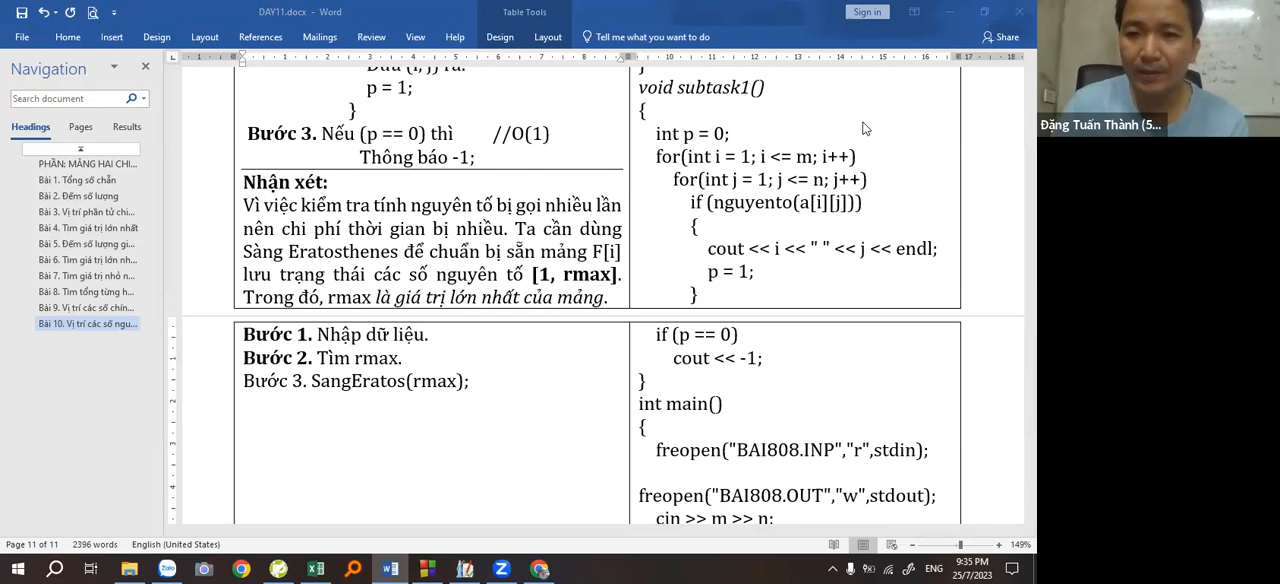 DAY11.docx - Word
Table Tools
Sign in
File Home Insert Design Layout References Mailings Review View Help Design Layout Tell me what you want to do Share
Navigation
Search document
Headings Pages Results
PHẦN: MẢNG HAI CHI...
Bài 1. Tổng số chẵn
Bài 2. Đếm số lượng
Bài 3. Vị trí phần tử chi...
Bài 4. Tìm giá trị lớn nhất
Bài 5. Đếm số lượng gi...
Bài 6. Tìm giá trị lớn nh...
Bài 7. Tìm giá trị nhỏ n...
Bài 8. Tìm tổng từng h...
Bài 9. Vị trí các số chín...
Bài 10. Vị trí các số ngu...
Đưa (i, j) ra.
p = 1;
}
Bước 3. Nếu (p == 0) thì //O(1)
Thông báo -1;
Nhận xét:
Vì việc kiểm tra tính nguyên tố bị gọi nhiều lần
nên chi phí thời gian bị nhiều. Ta cần dùng
Sàng Eratosthenes để chuẩn bị sẵn mảng F[i]
lưu trạng thái các số nguyên tố [1, rmax].
Trong đó, rmax là giá trị lớn nhất của mảng.
Bước 1. Nhập dữ liệu.
Bước 2. Tìm rmax.
Bước 3. SangEratos(rmax);
}
void subtask1()
{
int p = 0;
for(int i = 1; i <= m; i++)
for(int j = 1; j <= n; j++)
if (nguyento(a[i][j]))
{
cout << i << " " << j << endl;
p = 1;
}
if (p == 0)
cout << -1;
}
int main()
{
freopen("BAI808.INP","r",stdin);
freopen("BAI808.OUT","w",stdout);
cin >> m >> n;
Đặng Tuấn Thành (5...
Page 11 of 11 2396 words English (United States) 149%
Zalo
ENG
9:35 PM
25/7/2023